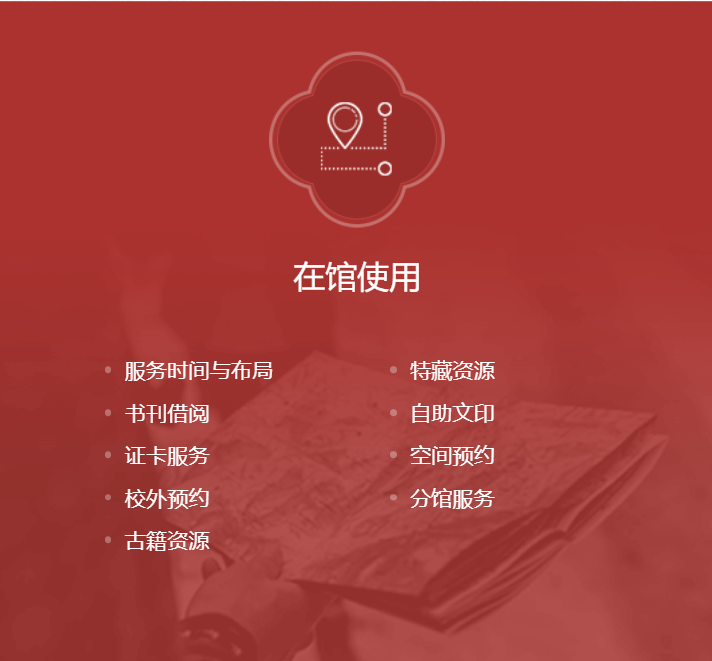 在馆使用
服务时间与布局
书刊借阅
证卡服务
校外预约
古籍资源
特藏资源
自助文印
空间预约
分馆服务